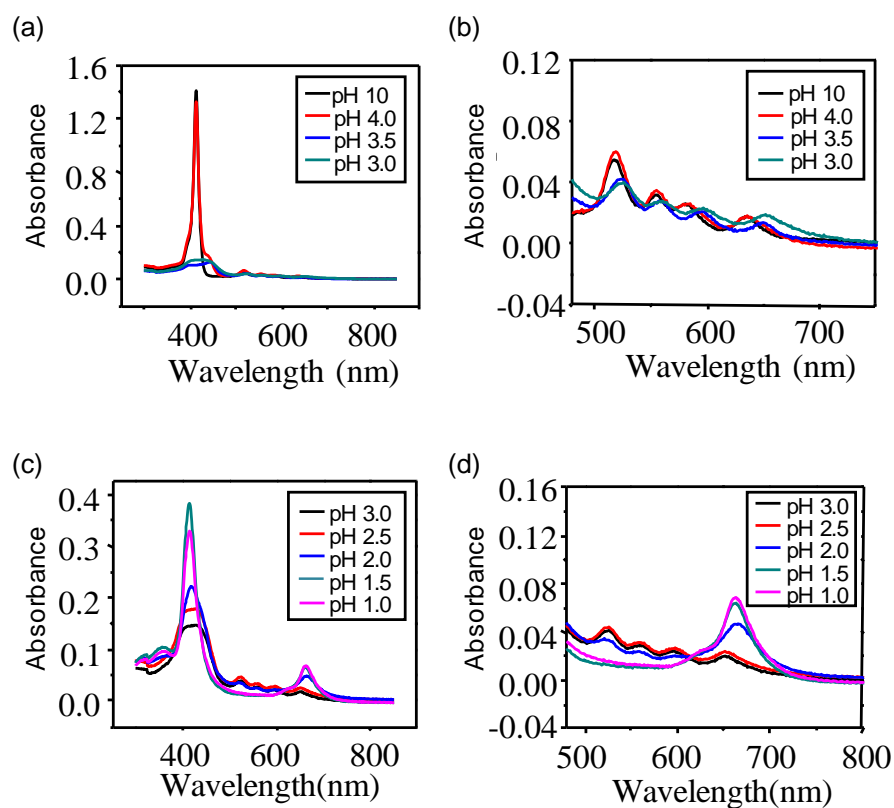 (a)
Absorbance
1.6
1.2
0.8
0.4
0.0
pH 10
pH 4.0
pH 3.5
pH 3.0
400 600 800
Wavelength (nm)
(b)
Absorbance
0.12
0.08
0.04
0.00
-0.04
pH 10
pH 4.0
pH 3.5
pH 3.0
500 600 700
Wavelength (nm)
(c)
Absorbance
0.4
0.3
0.2
0.1
0.0
pH 3.0
pH 2.5
pH 2.0
pH 1.5
pH 1.0
400 600 800
Wavelength(nm)
(d)
Absorbance
0.16
0.12
0.08
0.04
0.00
-0.04
pH 3.0
pH 2.5
pH 2.0
pH 1.5
pH 1.0
500 600 700 800
Wavelength(nm)